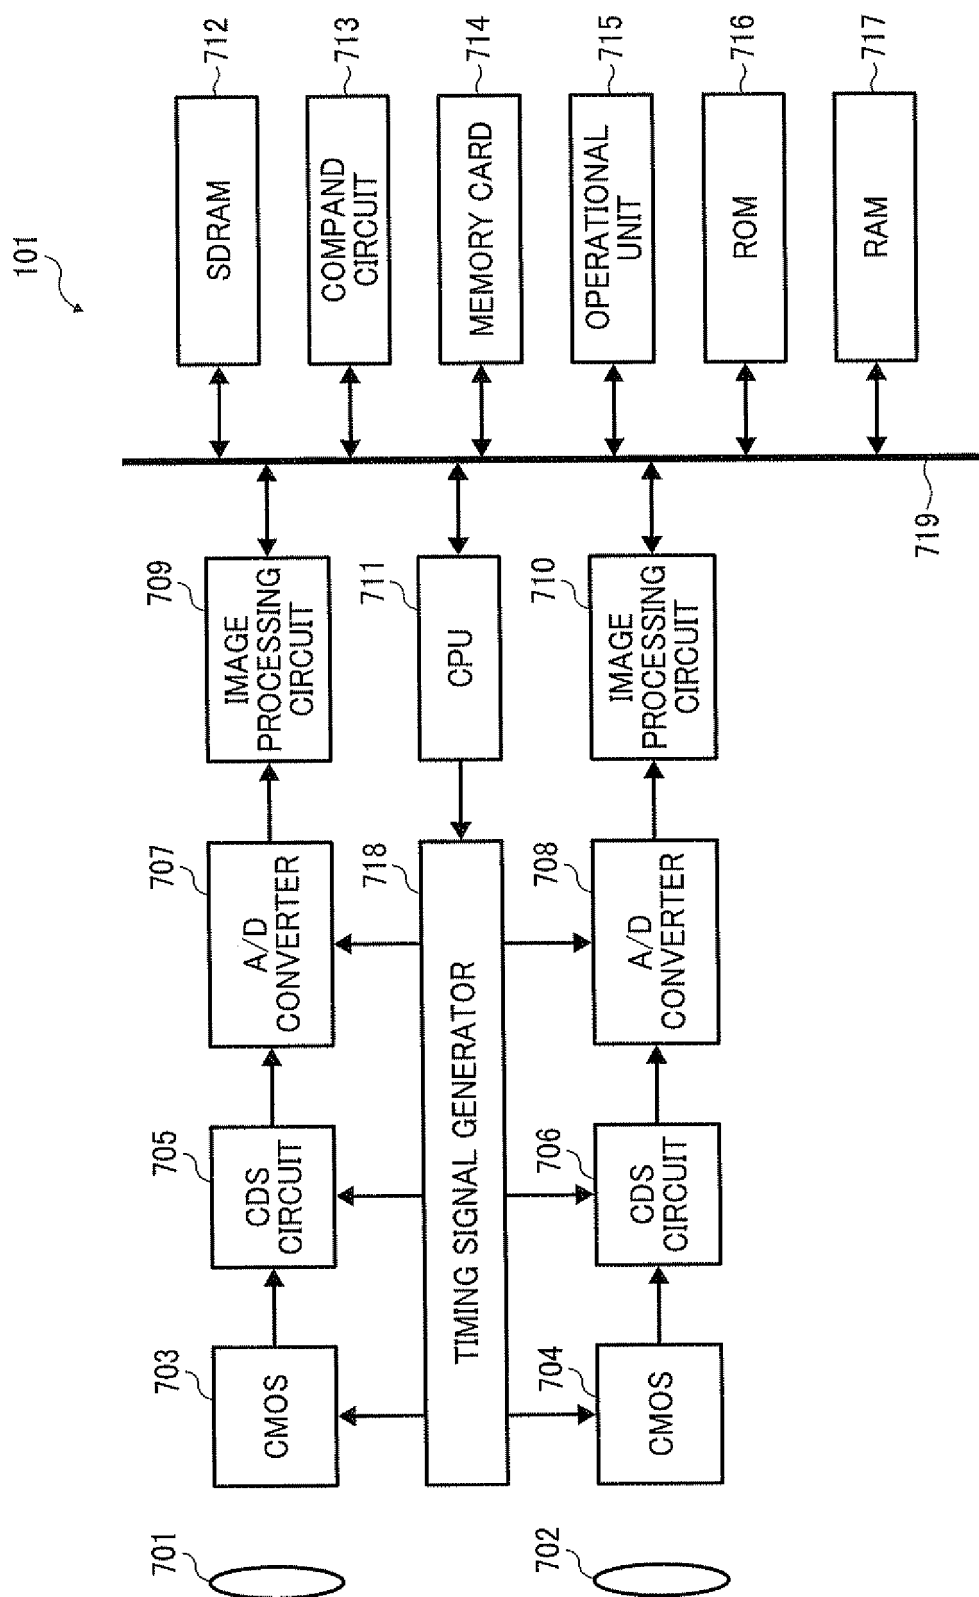 101
701
703
CMOS
705
CDS
CIRCUIT
707
A/D
CONVERTER
709
IMAGE
PROCESSING
CIRCUIT
TIMING SIGNAL GENERATOR
718
711
CPU
702
704
CMOS
706
CDS
CIRCUIT
708
A/D
CONVERTER
710
IMAGE
PROCESSING
CIRCUIT
719
SDRAM
712
COMPAND
CIRCUIT
713
MEMORY CARD
714
OPERATIONAL
UNIT
715
ROM
716
RAM
717